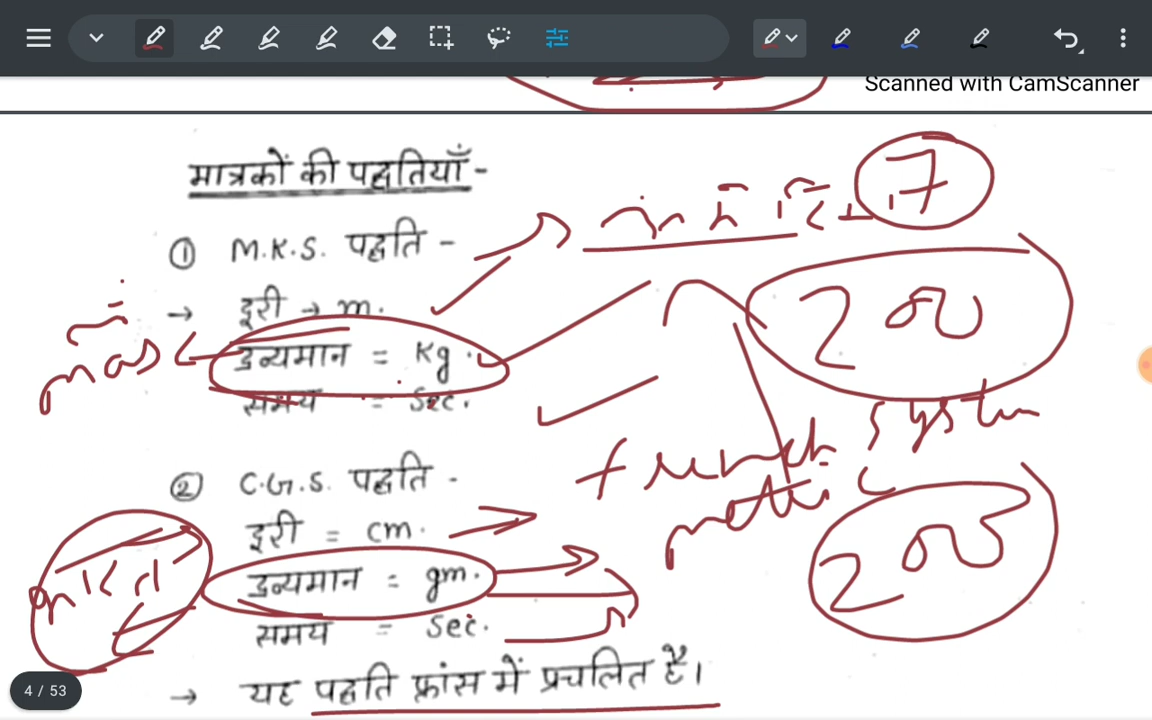 Scanned with CamScanner
मात्रकों की पद्धतियाँ -
7
① M.K.S. पद्धति -
→ दूरी → m.
200
mass
द्रव्यमान = Kg.
समय = Sec.
system
french
② C.G.S. पद्धति -
metric
दूरी = cm.
द्रव्यमान = gm.
समय = Sec.
→ यह पद्धति फ्रांस में प्रचलित है।
4 / 53